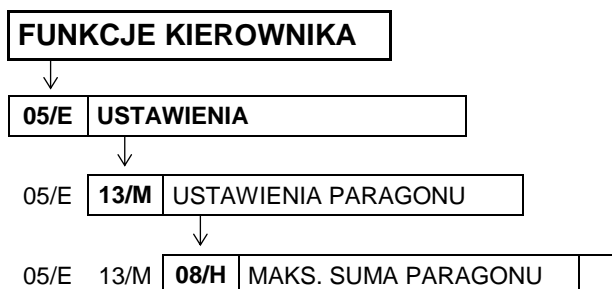 FUNKCJE KIEROWNIKA
05/E USTAWIENIA
05/E 13/M USTAWIENIA PARAGONU
05/E 13/M 08/H MAKS. SUMA PARAGONU